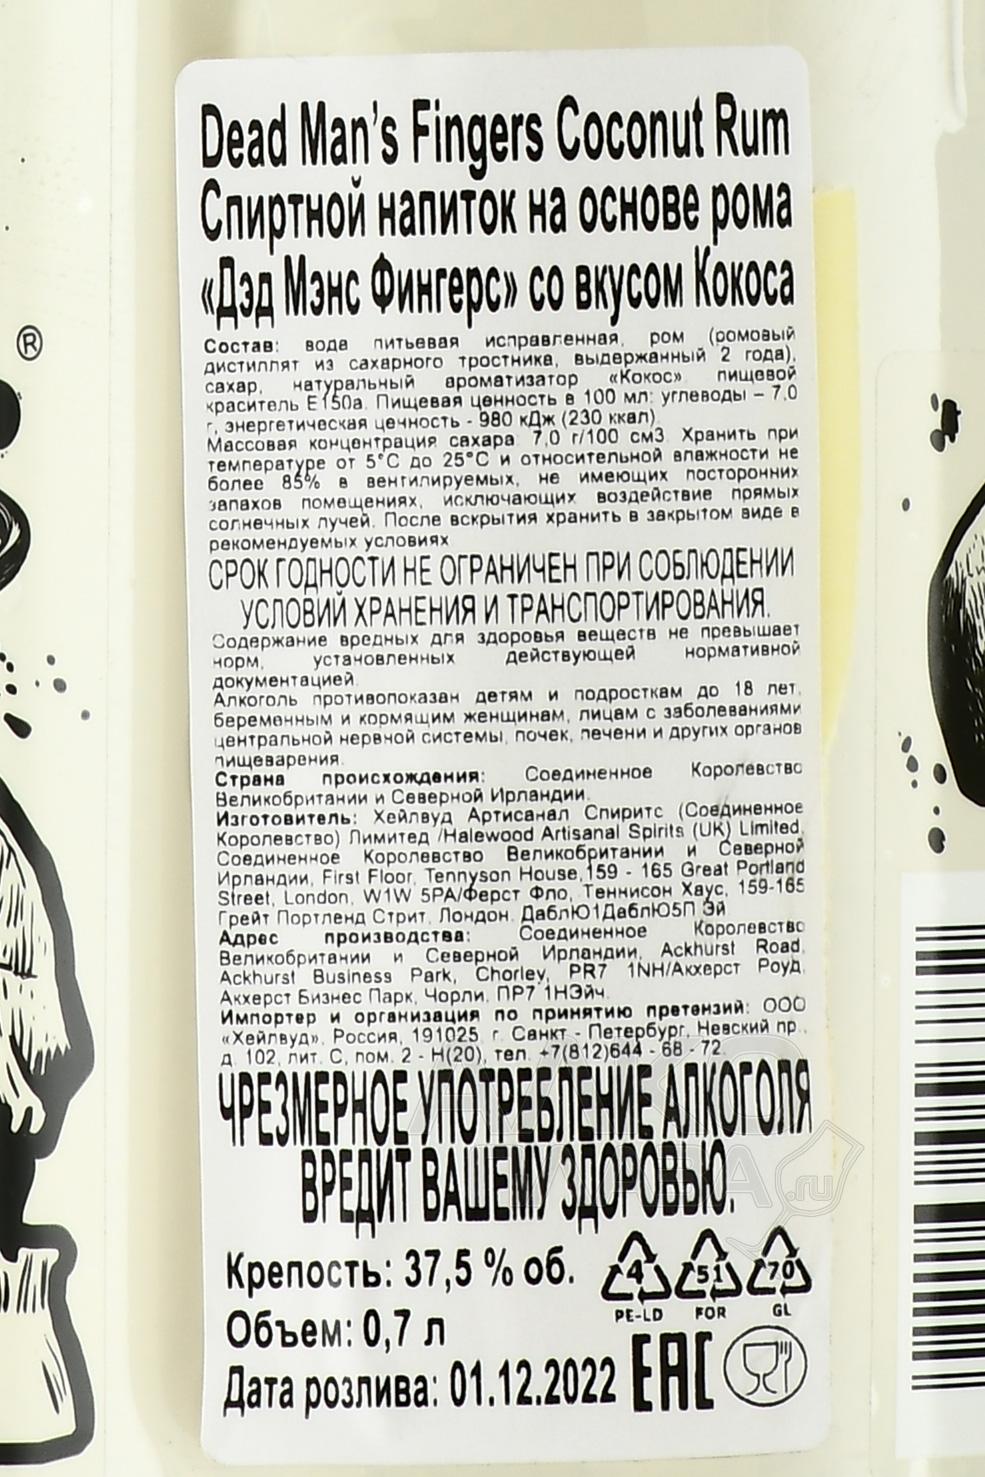 Dead Man's Fingers Coconut Rum
Спиртной напиток на основе рома
«Дэд Мэнс Фингерс» со вкусом Кокоса
®
Состав: вода питьевая исправленная, ром (ромовый
дистиллят из сахарного тростника, выдержанный 2 года),
сахар, натуральный ароматизатор «Кокос» пищевой
краситель Е150а. Пищевая ценность в 100 мл: углеводы – 7,0
г, энергетическая ценность - 980 кДж (230 ккал).
Массовая концентрация сахара 7,0 г/100 см3. Хранить при
температуре от 5°С до 25°С и относительной влажности не
более 85% в вентилируемых, не имеющих посторонних
запахов помещениях, исключающих воздействие прямых
солнечных лучей. После вскрытия хранить в закрытом виде в
рекомендуемых условиях
СРОК ГОДНОСТИ НЕ ОГРАНИЧЕН ПРИ СОБЛЮДЕНИИ
УСЛОВИЙ ХРАНЕНИЯ И ТРАНСПОРТИРОВАНИЯ.
Содержание вредных для здоровья веществ не превышает
норм, установленных действующей нормативной
документацией.
Алкоголь противопоказан детям и подросткам до 18 лет,
беременным и кормящим женщинам, лицам с заболеваниями
центральной нервной системы, почек, печени и других органов
пищеварения.
Страна происхождения: Соединенное Королевство
Великобритании и Северной Ирландии.
Изготовитель: Хейлвуд Артисанал Спиритс (Соединенное
Королевство) Лимитед /Halewood Artisanal Spirits (UK) Limited,
Соединенное Королевство Великобритании и Северной
Ирландии, First Floor, Tennyson House,159 - 165 Great Portland
Street, London, W1W 5PA/Ферст Фло, Теннисон Хаус, 159-165
Грейт Портленд Стрит, Лондон. ДаблЮ1ДаблЮ5П Эй
Адрес производства: Соединенное Королевство
Великобритании и Северной Ирландии, Ackhurst Road,
Ackhurst Business Park, Chorley, PR7 1NH/Акхерст Роуд,
Акхерст Бизнес Парк, Чорли, ПР7 1НЭйч.
Импортер и организация по принятию претензий: ООО
«Хейлвуд», Россия, 191025, г. Санкт - Петербург, Невский пр.,
д. 102, лит. С, пом. 2 - Н(20), тел. +7(812)644 - 68 - 72.
ЧРЕЗМЕРНОЕ УПОТРЕБЛЕНИЕ АЛКОГОЛЯ
ВРЕДИТ ВАШЕМУ ЗДОРОВЬЮ.
.ru
Крепость: 37,5 % об.
4 51 70
PE-LD FOR GL
Объем: 0,7 л
Дата розлива: 01.12.2022
EAC